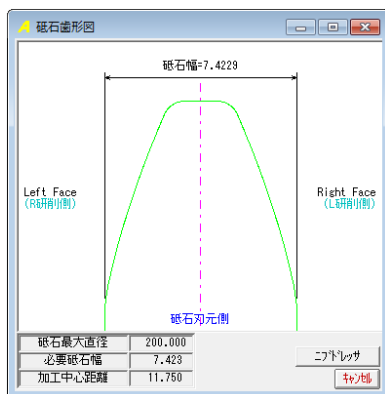 砥石歯形図
砥石幅=7.4229
Left Face
(R研削側)
Right Face
(L研削側)
砥石刃元側
砥石最大直径 200.000
必要砥石幅 7.423
加工中心距離 11.750
ニアドレッサ
キャンセル